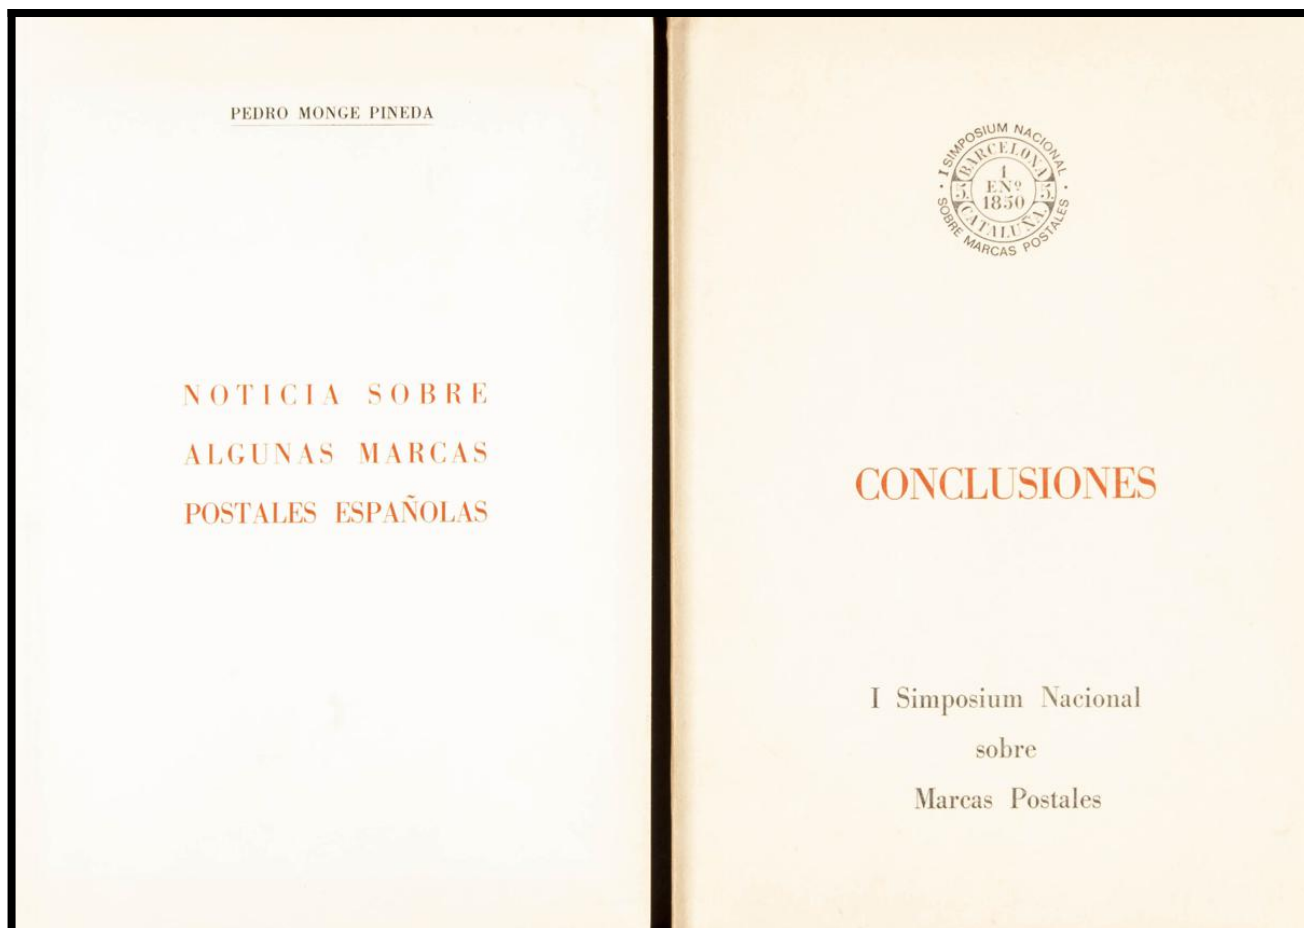 PEDRO MONGE PINEDA
NOTICIA SOBRE
ALGUNAS MARCAS
POSTALES ESPAÑOLAS
· I SIMPOSIUM NACIONAL ·
SOBRE MARCAS POSTALES
BARCELONA
5. 1 5.
ENº
1850
CATALUÑA.
CONCLUSIONES
I Simposium Nacional
sobre
Marcas Postales